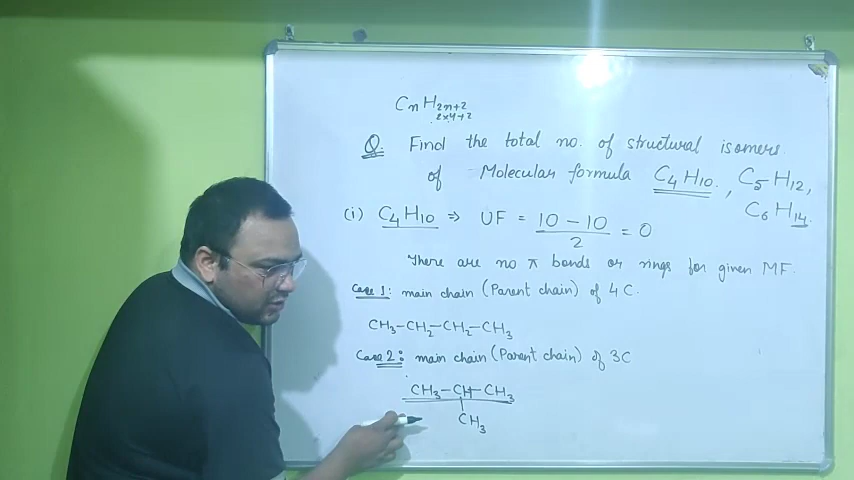 CnH2n+2
2×4+2
Q. Find the total no. of structural isomers
of Molecular formula C4H10, C5H12,
C6H14.
(i) C4H10 ⇒ UF = 10 − 10 / 2 = 0
There are no π bonds or rings for given MF.
Case 1: main chain (Parent chain) of 4C.
CH3−CH2−CH2−CH3
Case 2: main chain (Parent chain) of 3C
CH3−CH−CH3
CH3